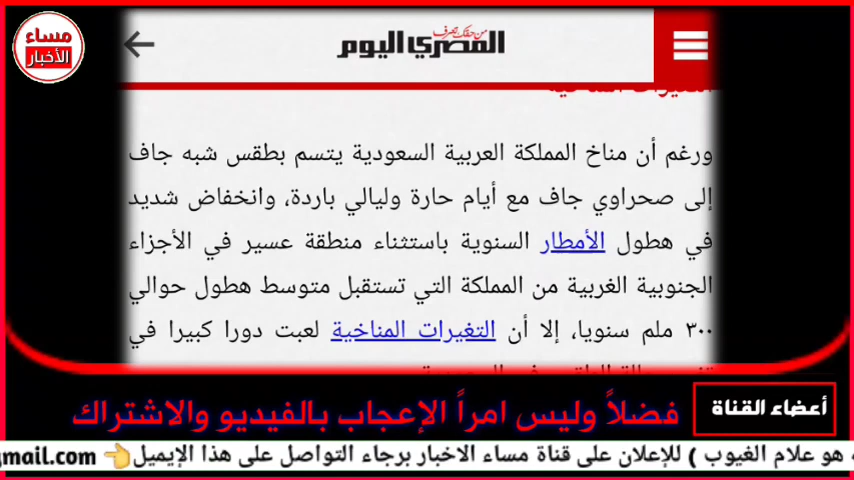 مساء
الأخبار
من حقك تعرف
المصري اليوم
ورغم أن مناخ المملكة العربية السعودية يتسم بطقس شبه جاف
إلى صحراوي جاف مع أيام حارة وليالي باردة، وانخفاض شديد
في هطول الأمطار السنوية باستثناء منطقة عسير في الأجزاء
الجنوبية الغربية من المملكة التي تستقبل متوسط هطول حوالي
٣٠٠ ملم سنويا، إلا أن التغيرات المناخية لعبت دورا كبيرا في
أعضاء القناة
فضلاً وليس امراً الإعجاب بالفيديو والاشتراك
هو علام الغيوب ) للإعلان على قناة مساء الاخبار برجاء التواصل على هذا الإيميل👈 mail.com